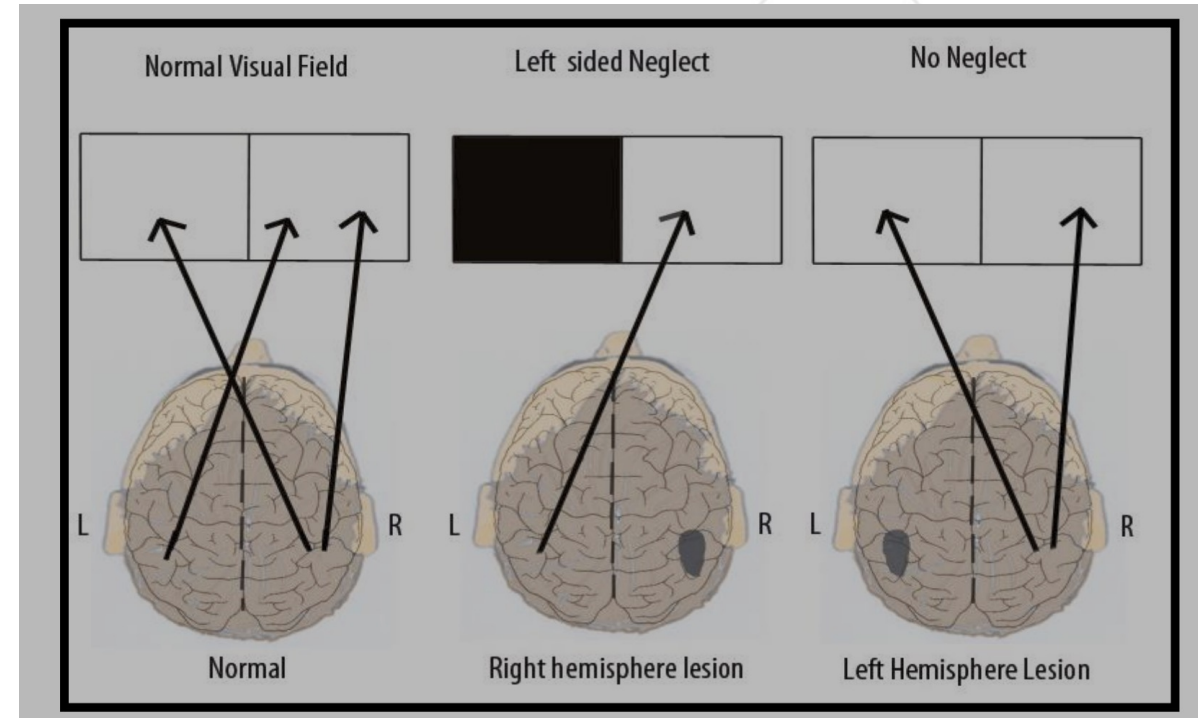 Normal Visual Field
Left sided Neglect
No Neglect
L
R
L
R
L
R
Normal
Right hemisphere lesion
Left Hemisphere Lesion